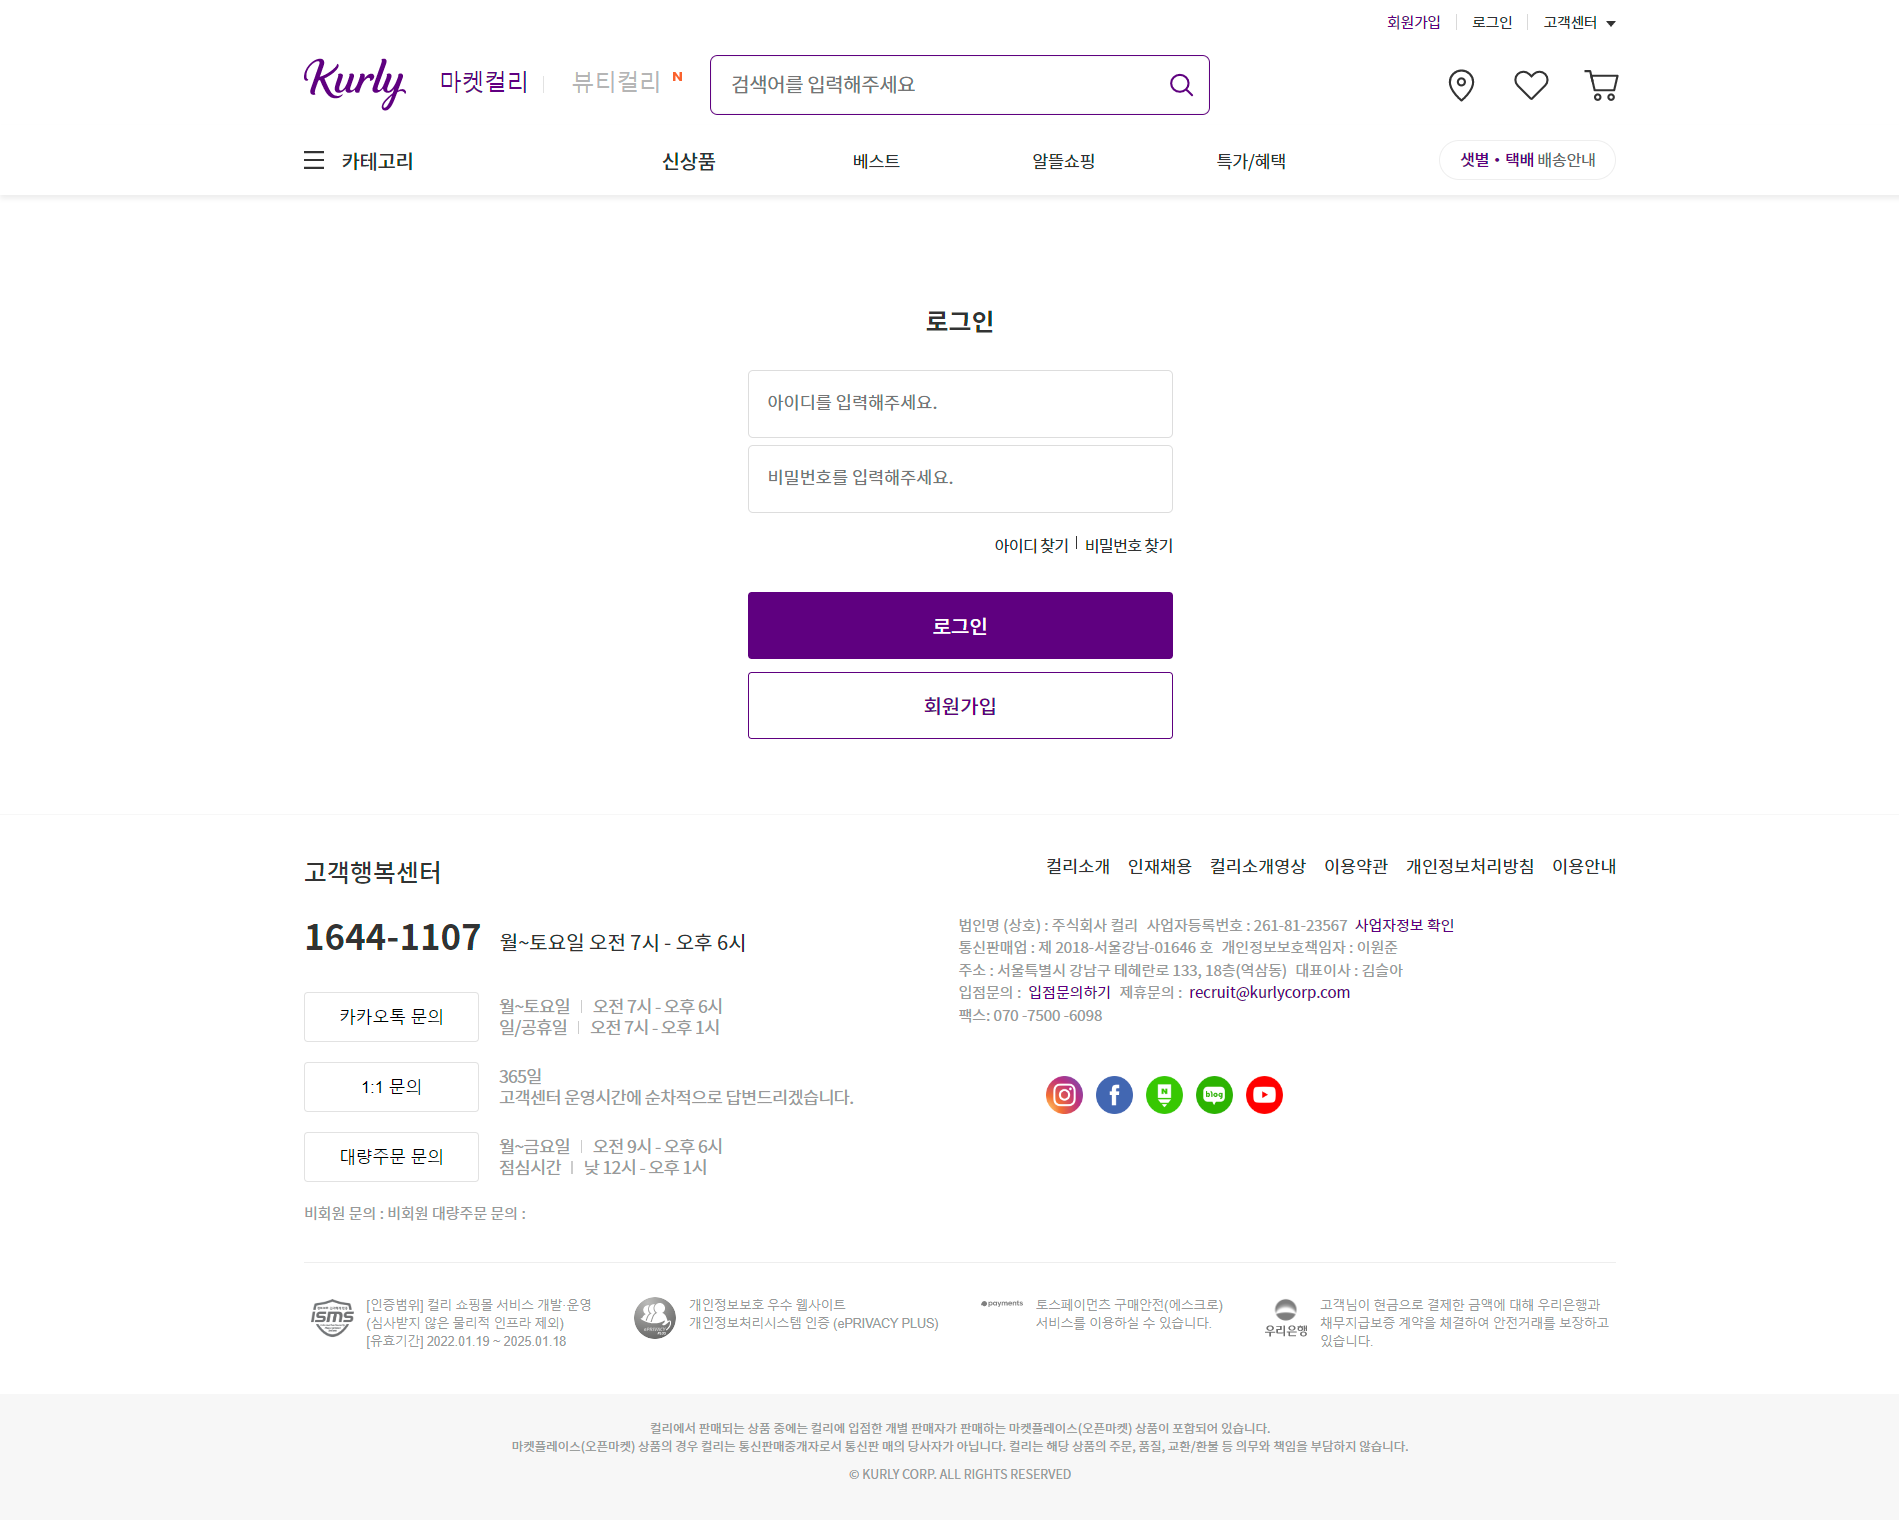 회원가입 로그인 고객센터
Kurly 마켓컬리 뷰티컬리 N 검색어를 입력해주세요
카테고리 신상품 베스트 알뜰쇼핑 특가/혜택 샛별・택배 배송안내
로그인
아이디를 입력해주세요.
비밀번호를 입력해주세요.
아이디 찾기 비밀번호 찾기
로그인
회원가입
고객행복센터
1644-1107 월~토요일 오전 7시 - 오후 6시
카카오톡 문의
월~토요일 오전 7시 - 오후 6시
일/공휴일 오전 7시 - 오후 1시
1:1 문의
365일
고객센터 운영시간에 순차적으로 답변드리겠습니다.
대량주문 문의
월~금요일 오전 9시 - 오후 6시
점심시간 낮 12시 - 오후 1시
비회원 문의 : 비회원 대량주문 문의 :
컬리소개 인재채용 컬리소개영상 이용약관 개인정보처리방침 이용안내
법인명 (상호) : 주식회사 컬리 사업자등록번호 : 261-81-23567 사업자정보 확인
통신판매업 : 제 2018-서울강남-01646 호 개인정보보호책임자 : 이원준
주소 : 서울특별시 강남구 테헤란로 133, 18층(역삼동) 대표이사 : 김슬아
입점문의 : 입점문의하기 제휴문의 : recruit@kurlycorp.com
팩스: 070 -7500 -6098
N blog
isms
[인증범위] 컬리 쇼핑몰 서비스 개발·운영
(심사받지 않은 물리적 인프라 제외)
[유효기간] 2022.01.19 ~ 2025.01.18
개인정보보호 우수 웹사이트
개인정보처리시스템 인증 (ePRIVACY PLUS)
payments
토스페이먼츠 구매안전(에스크로)
서비스를 이용하실 수 있습니다.
우리은행
고객님이 현금으로 결제한 금액에 대해 우리은행과
채무지급보증 계약을 체결하여 안전거래를 보장하고
있습니다.
컬리에서 판매되는 상품 중에는 컬리에 입점한 개별 판매자가 판매하는 마켓플레이스(오픈마켓) 상품이 포함되어 있습니다.
마켓플레이스(오픈마켓) 상품의 경우 컬리는 통신판매중개자로서 통신판 매의 당사자가 아닙니다. 컬리는 해당 상품의 주문, 품질, 교환/환불 등 의무와 책임을 부담하지 않습니다.
© KURLY CORP. ALL RIGHTS RESERVED